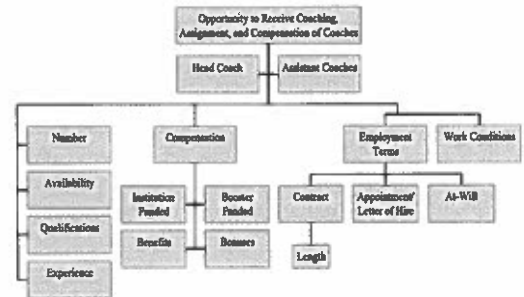 Opportunity to Receive Coaching,
Assignment, and Compensation of Coaches
Head Coach
Assistant Coaches
Number
Compensation
Employment
Terms
Work Conditions
Availability
Institution
Funded
Booster
Funded
Contract
Appointment/
Letter of Hire
At-Will
Qualifications
Benefits
Bonuses
Length
Experience